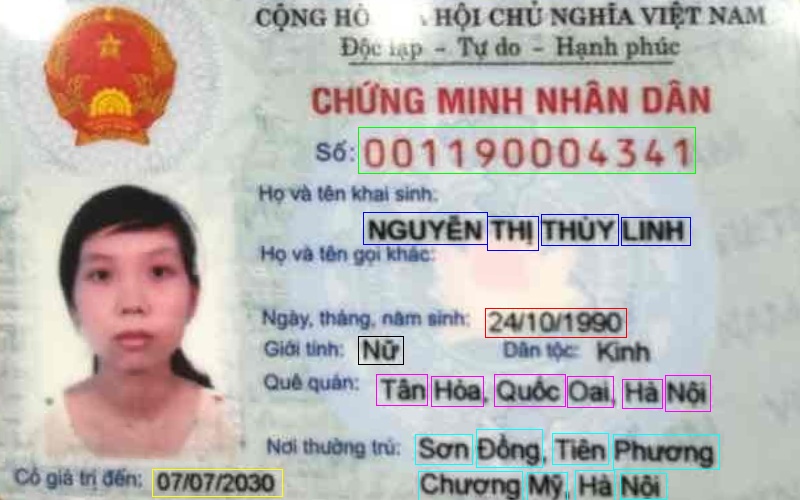 CỘNG HÒ HỘI CHỦ NGHĨA VIỆT NAM
Độc lập - Tự do - Hạnh phúc
CHỨNG MINH NHÂN DÂN
Số: 001190004341
Họ và tên khai sinh:
NGUYỄN THỊ THÙY LINH
Họ và tên gọi khác:
Ngày, tháng, năm sinh: 24/10/1990
Giới tính: Nữ Dân tộc: Kinh
Quê quán: Tân Hòa, Quốc Oai, Hà Nội
Nơi thường trú: Sơn Đồng, Tiên Phương
Có giá trị đến: 07/07/2030 Chương Mỹ, Hà Nội